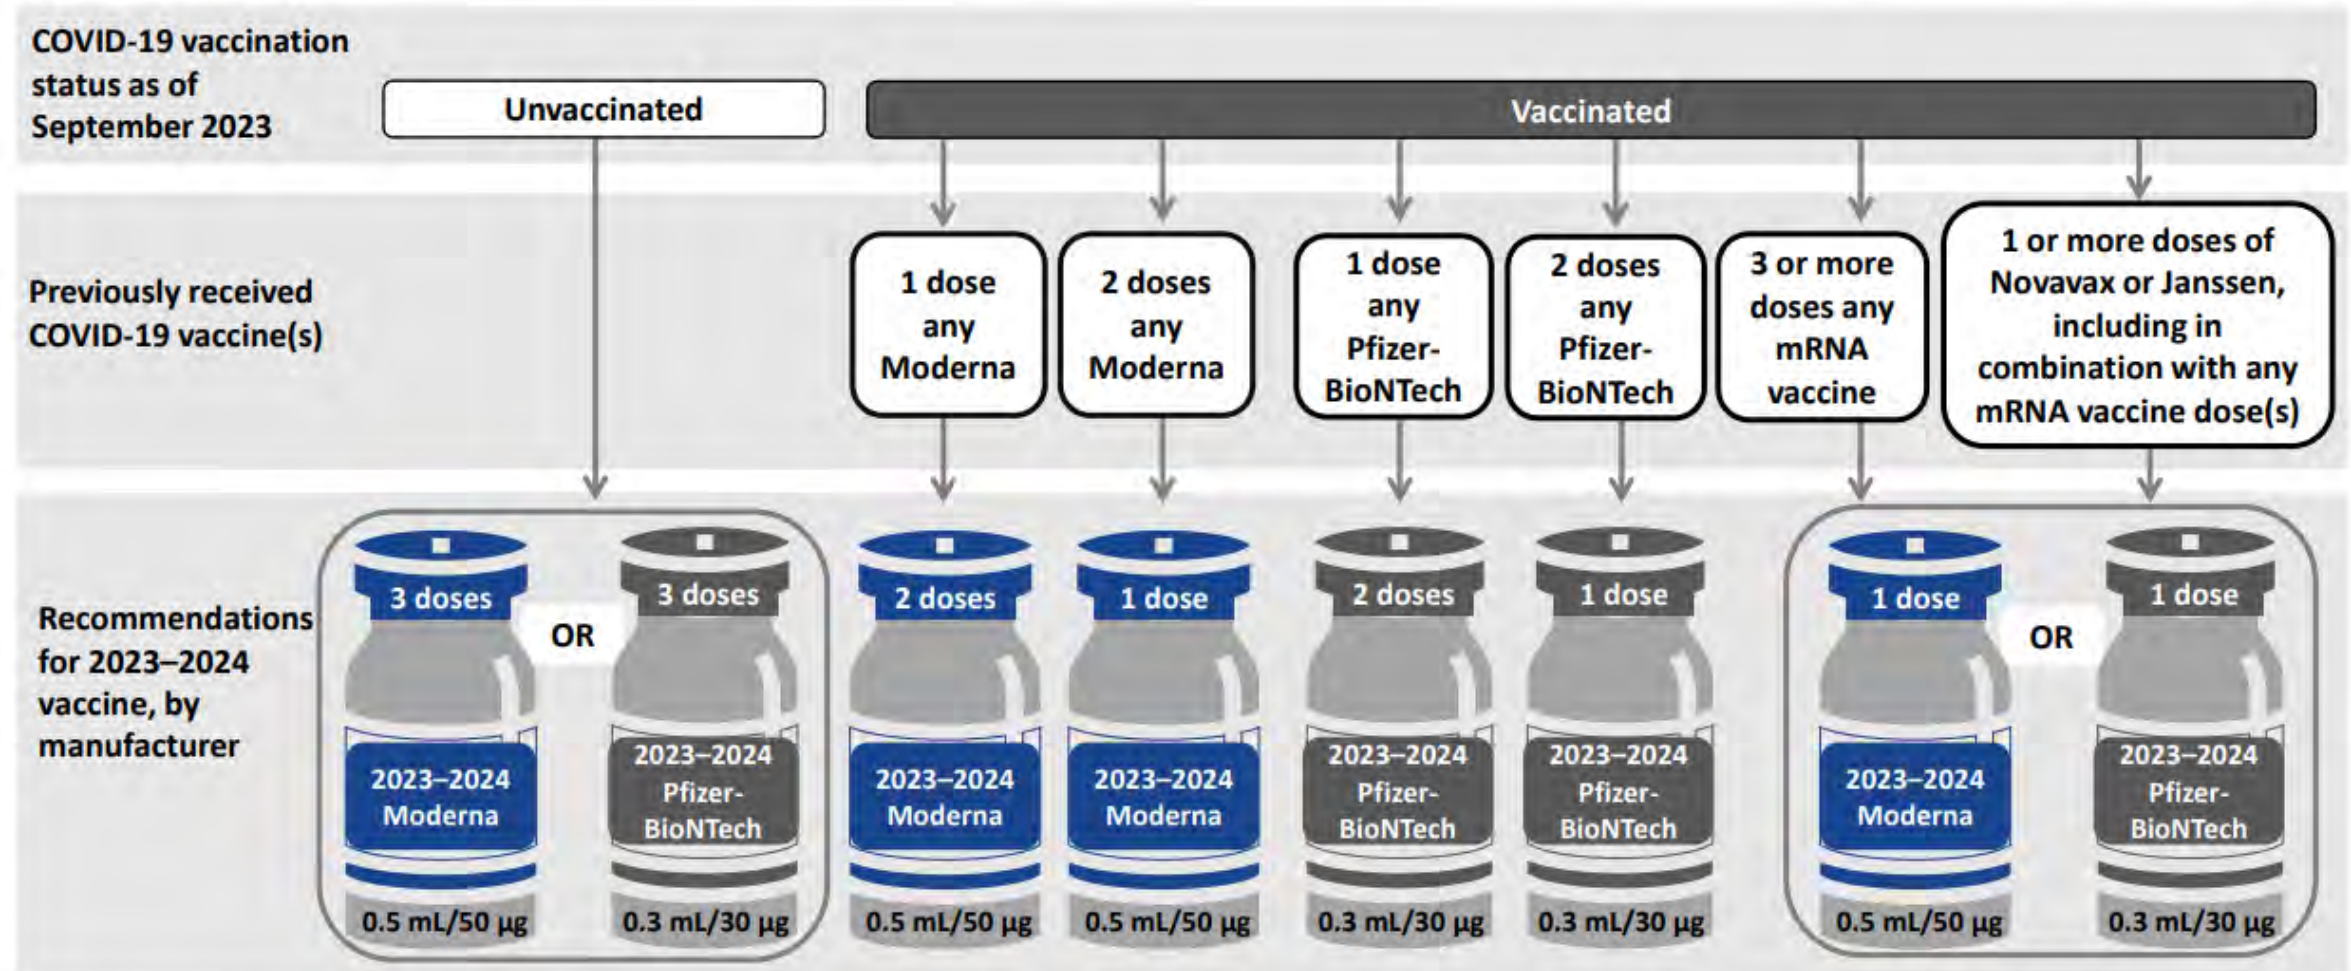 COVID-19 vaccination
status as of
September 2023
Unvaccinated
Vaccinated
Previously received
COVID-19 vaccine(s)
1 dose
any
Moderna
2 doses
any
Moderna
1 dose
any
Pfizer-
BioNTech
2 doses
any
Pfizer-
BioNTech
3 or more
doses any
mRNA
vaccine
1 or more doses of
Novavax or Janssen,
including in
combination with any
mRNA vaccine dose(s)
Recommendations
for 2023–2024
vaccine, by
manufacturer
3 doses
2023–2024
Moderna
0.5 mL/50 µg
OR
3 doses
2023–2024
Pfizer-
BioNTech
0.3 mL/30 µg
2 doses
2023–2024
Moderna
0.5 mL/50 µg
1 dose
2023–2024
Moderna
0.5 mL/50 µg
2 doses
2023–2024
Pfizer-
BioNTech
0.3 mL/30 µg
1 dose
2023–2024
Pfizer-
BioNTech
0.3 mL/30 µg
1 dose
2023–2024
Moderna
0.5 mL/50 µg
OR
1 dose
2023–2024
Pfizer-
BioNTech
0.3 mL/30 µg